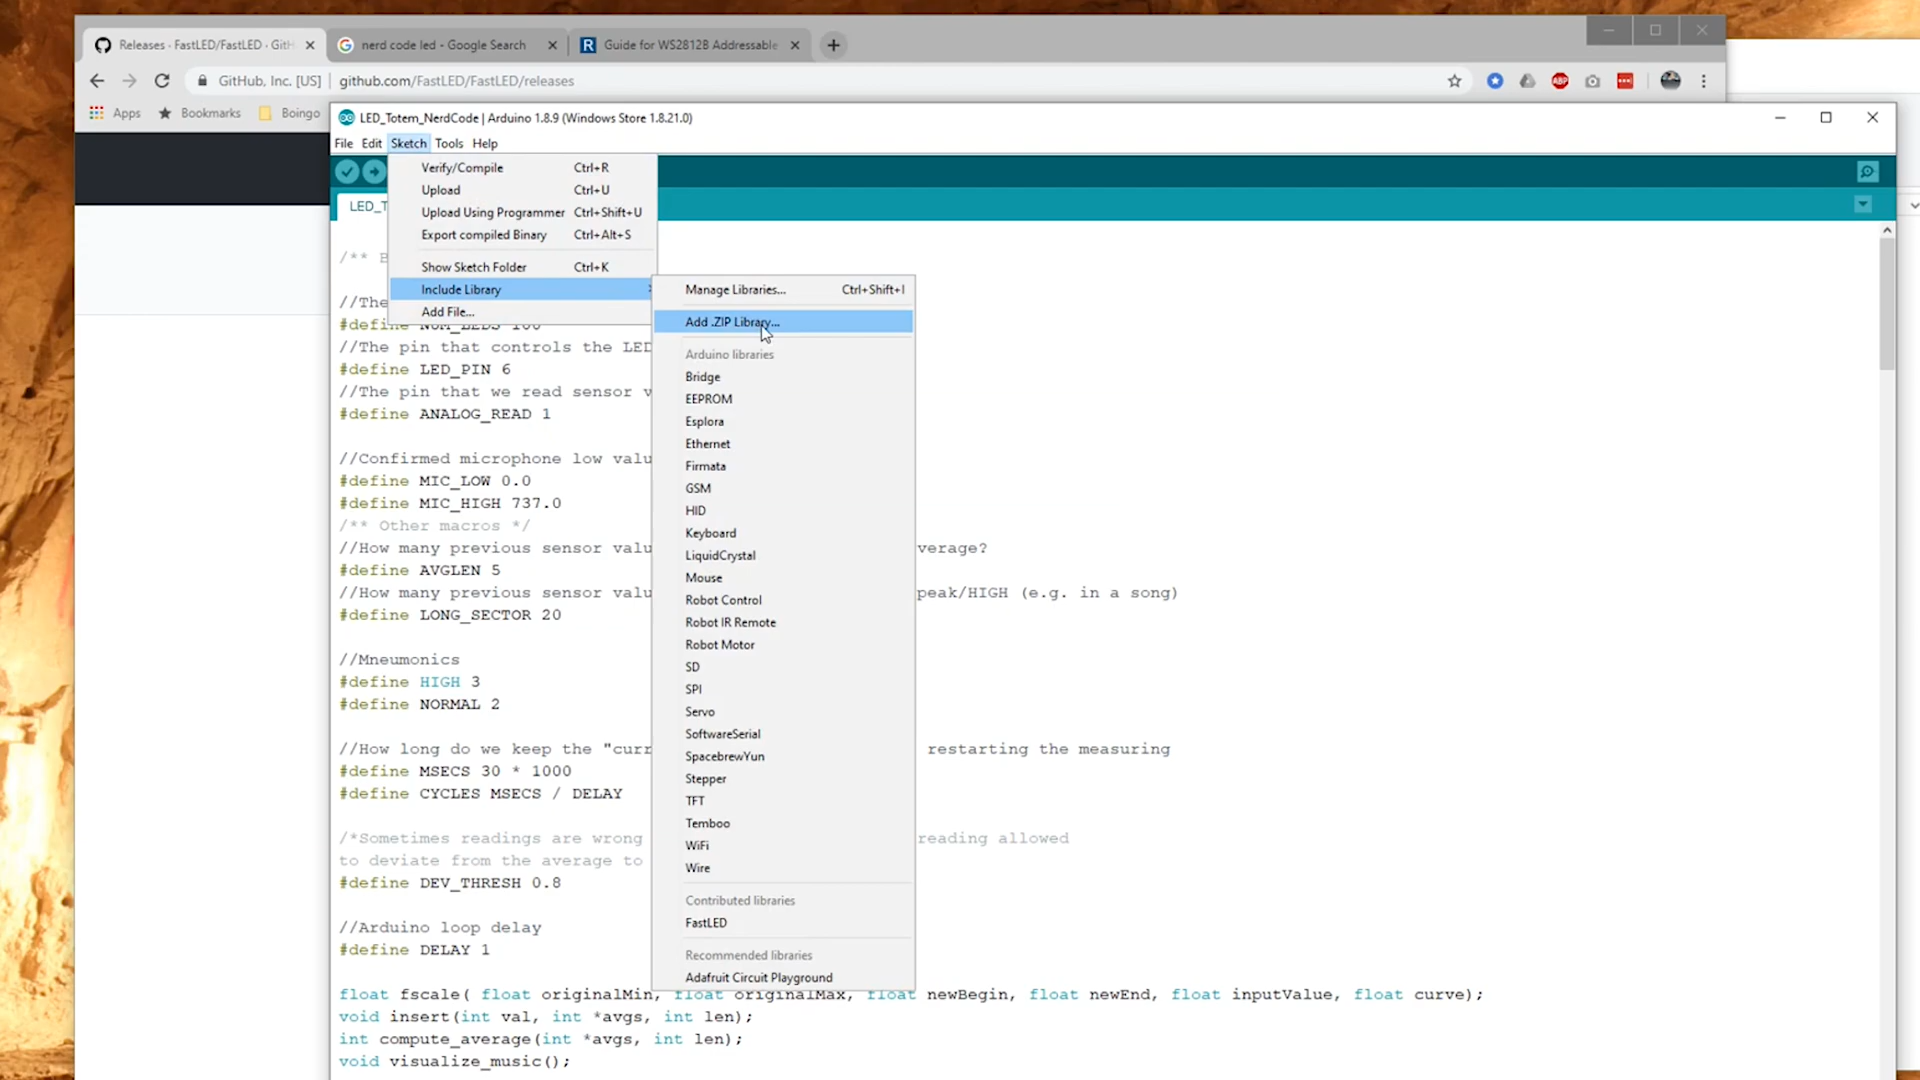 Releases · FastLED/FastLED · GitH
nerd code led - Google Search
Guide for WS2812B Addressable
GitHub, Inc. [US] | github.com/FastLED/FastLED/releases
ABP
Apps Bookmarks Boingo
LED_Totem_NerdCode | Arduino 1.8.9 (Windows Store 1.8.21.0)
File Edit Sketch Tools Help
Verify/Compile Ctrl+R
Upload Ctrl+U
Upload Using Programmer Ctrl+Shift+U
Export compiled Binary Ctrl+Alt+S
Show Sketch Folder Ctrl+K
Include Library
Add File...
Manage Libraries... Ctrl+Shift+I
Add .ZIP Library...
Arduino libraries
Bridge
EEPROM
Esplora
Ethernet
Firmata
GSM
HID
Keyboard
LiquidCrystal
Mouse
Robot Control
Robot IR Remote
Robot Motor
SD
SPI
Servo
SoftwareSerial
SpacebrewYun
Stepper
TFT
Temboo
WiFi
Wire
Contributed libraries
FastLED
Recommended libraries
Adafruit Circuit Playground
LED_T
/** B
//The
#define NUM_LEDS 100
//The pin that controls the LED
#define LED_PIN 6
//The pin that we read sensor v
#define ANALOG_READ 1
//Confirmed microphone low valu
#define MIC_LOW 0.0
#define MIC_HIGH 737.0
/** Other macros */
//How many previous sensor valu verage?
#define AVGLEN 5
//How many previous sensor valu peak/HIGH (e.g. in a song)
#define LONG_SECTOR 20
//Mneumonics
#define HIGH 3
#define NORMAL 2
//How long do we keep the "curr restarting the measuring
#define MSECS 30 * 1000
#define CYCLES MSECS / DELAY
/*Sometimes readings are wrong reading allowed
to deviate from the average to
#define DEV_THRESH 0.8
//Arduino loop delay
#define DELAY 1
float fscale( float originalMin, float originalMax, float newBegin, float newEnd, float inputValue, float curve);
void insert(int val, int *avgs, int len);
int compute_average(int *avgs, int len);
void visualize_music();